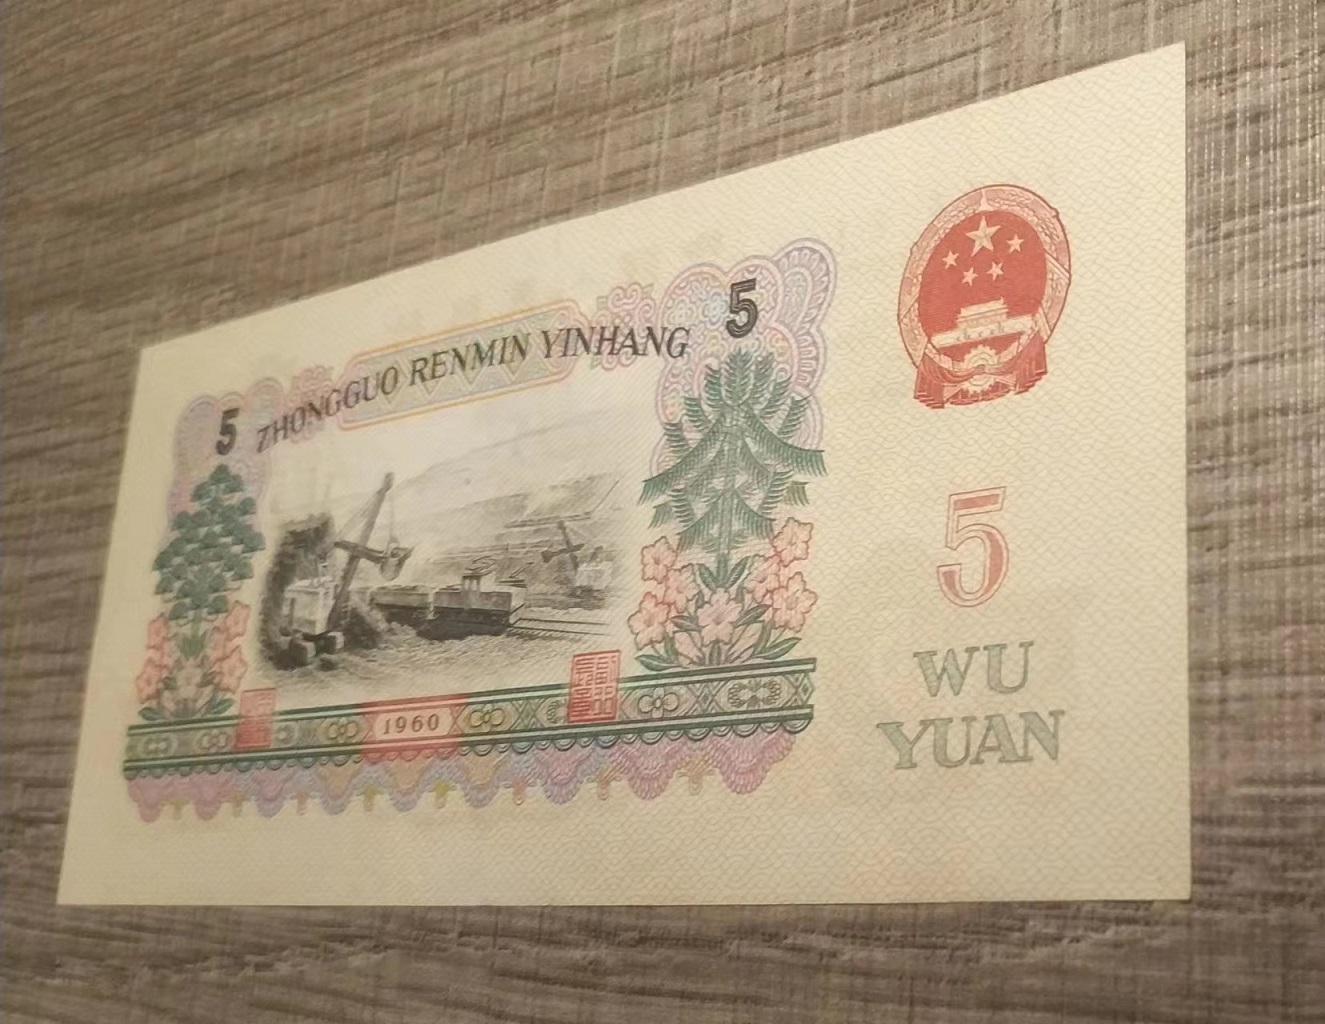 5 ZHONGGUO RENMIN YINHANG 5
1960
5
WU
YUAN